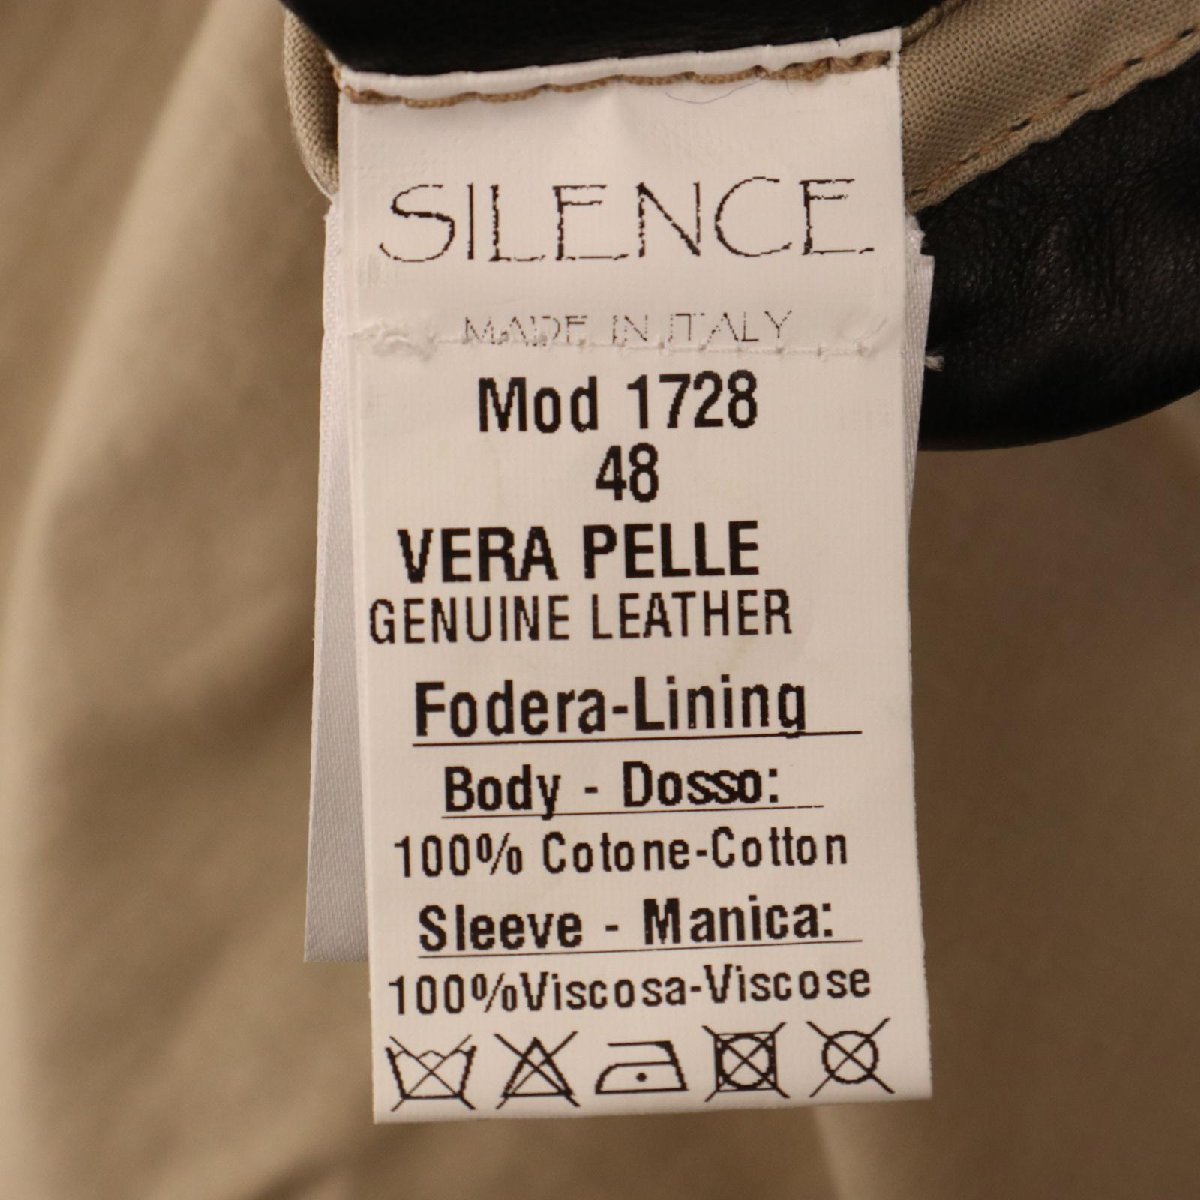 SILENCE
MADE IN ITALY
Mod 1728
48
VERA PELLE
GENUINE LEATHER
Fodera-Lining
Body - Dosso:
100% Cotone-Cotton
Sleeve - Manica:
100%Viscosa-Viscose